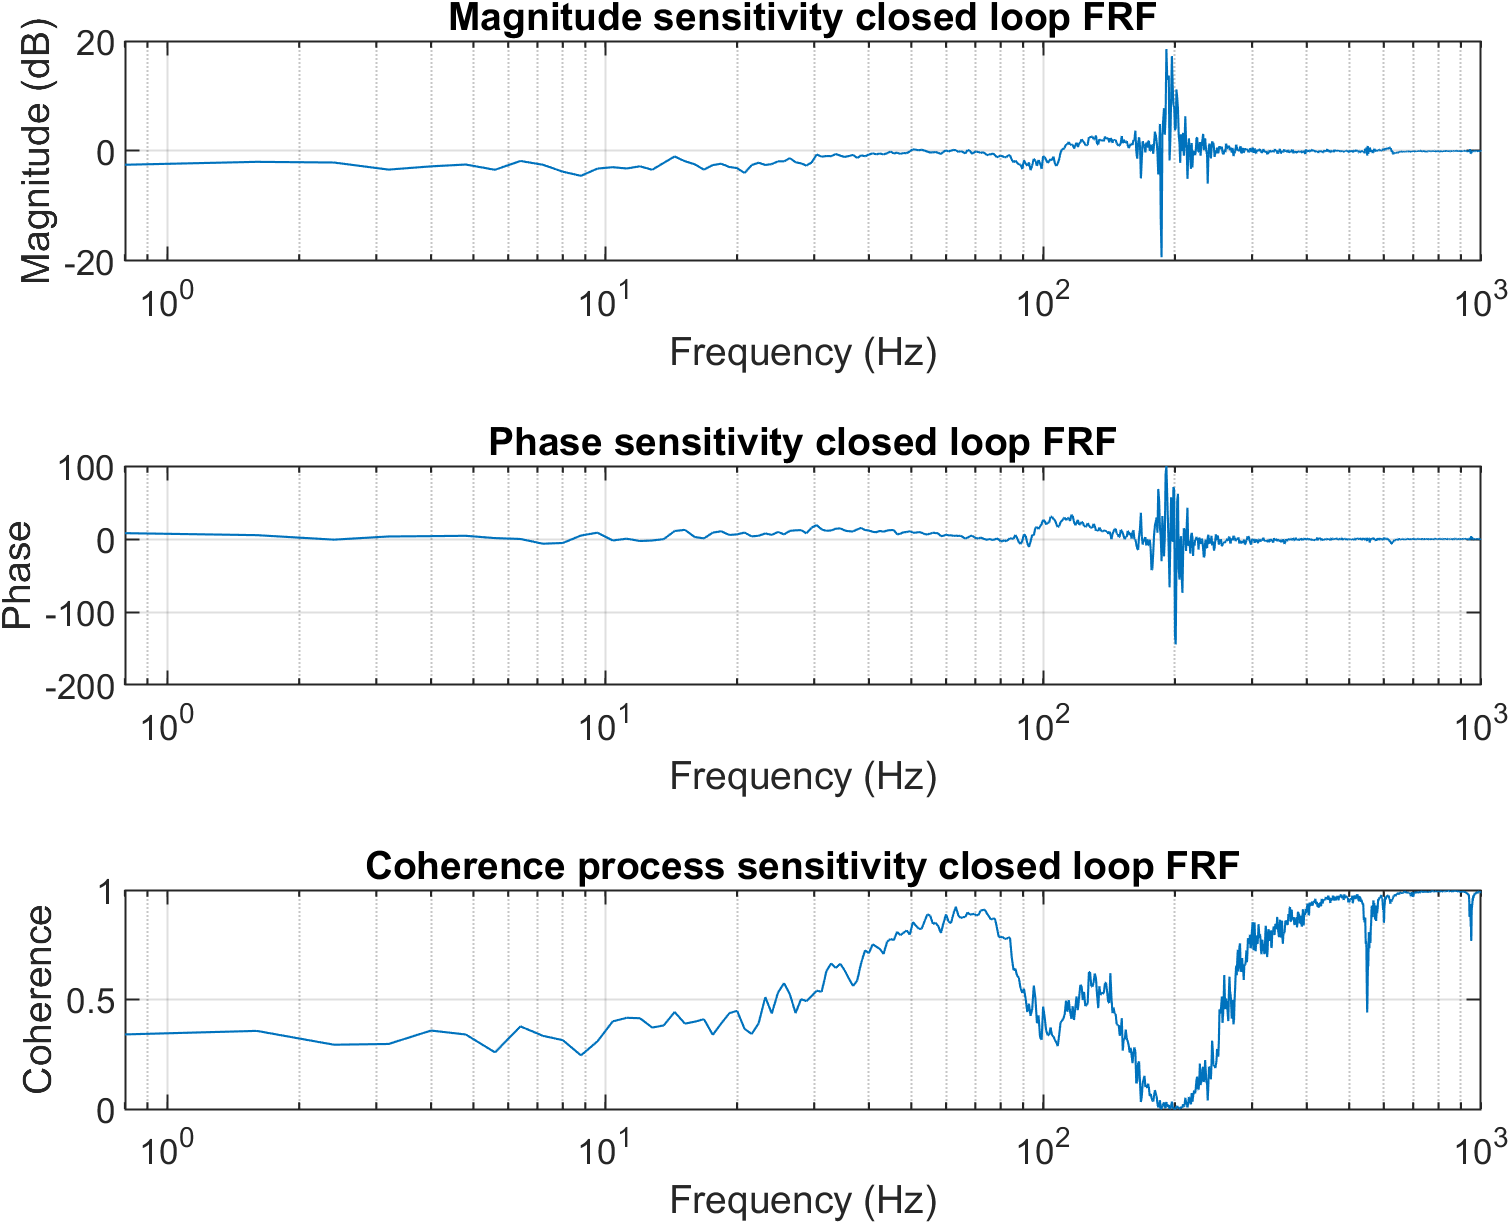 Magnitude sensitivity closed loop FRF
Magnitude (dB)
20
0
-20
10^0
10^1
10^2
10^3
Frequency (Hz)
Phase sensitivity closed loop FRF
Phase
100
0
-100
-200
10^0
10^1
10^2
10^3
Frequency (Hz)
Coherence process sensitivity closed loop FRF
Coherence
1
0.5
0
10^0
10^1
10^2
10^3
Frequency (Hz)